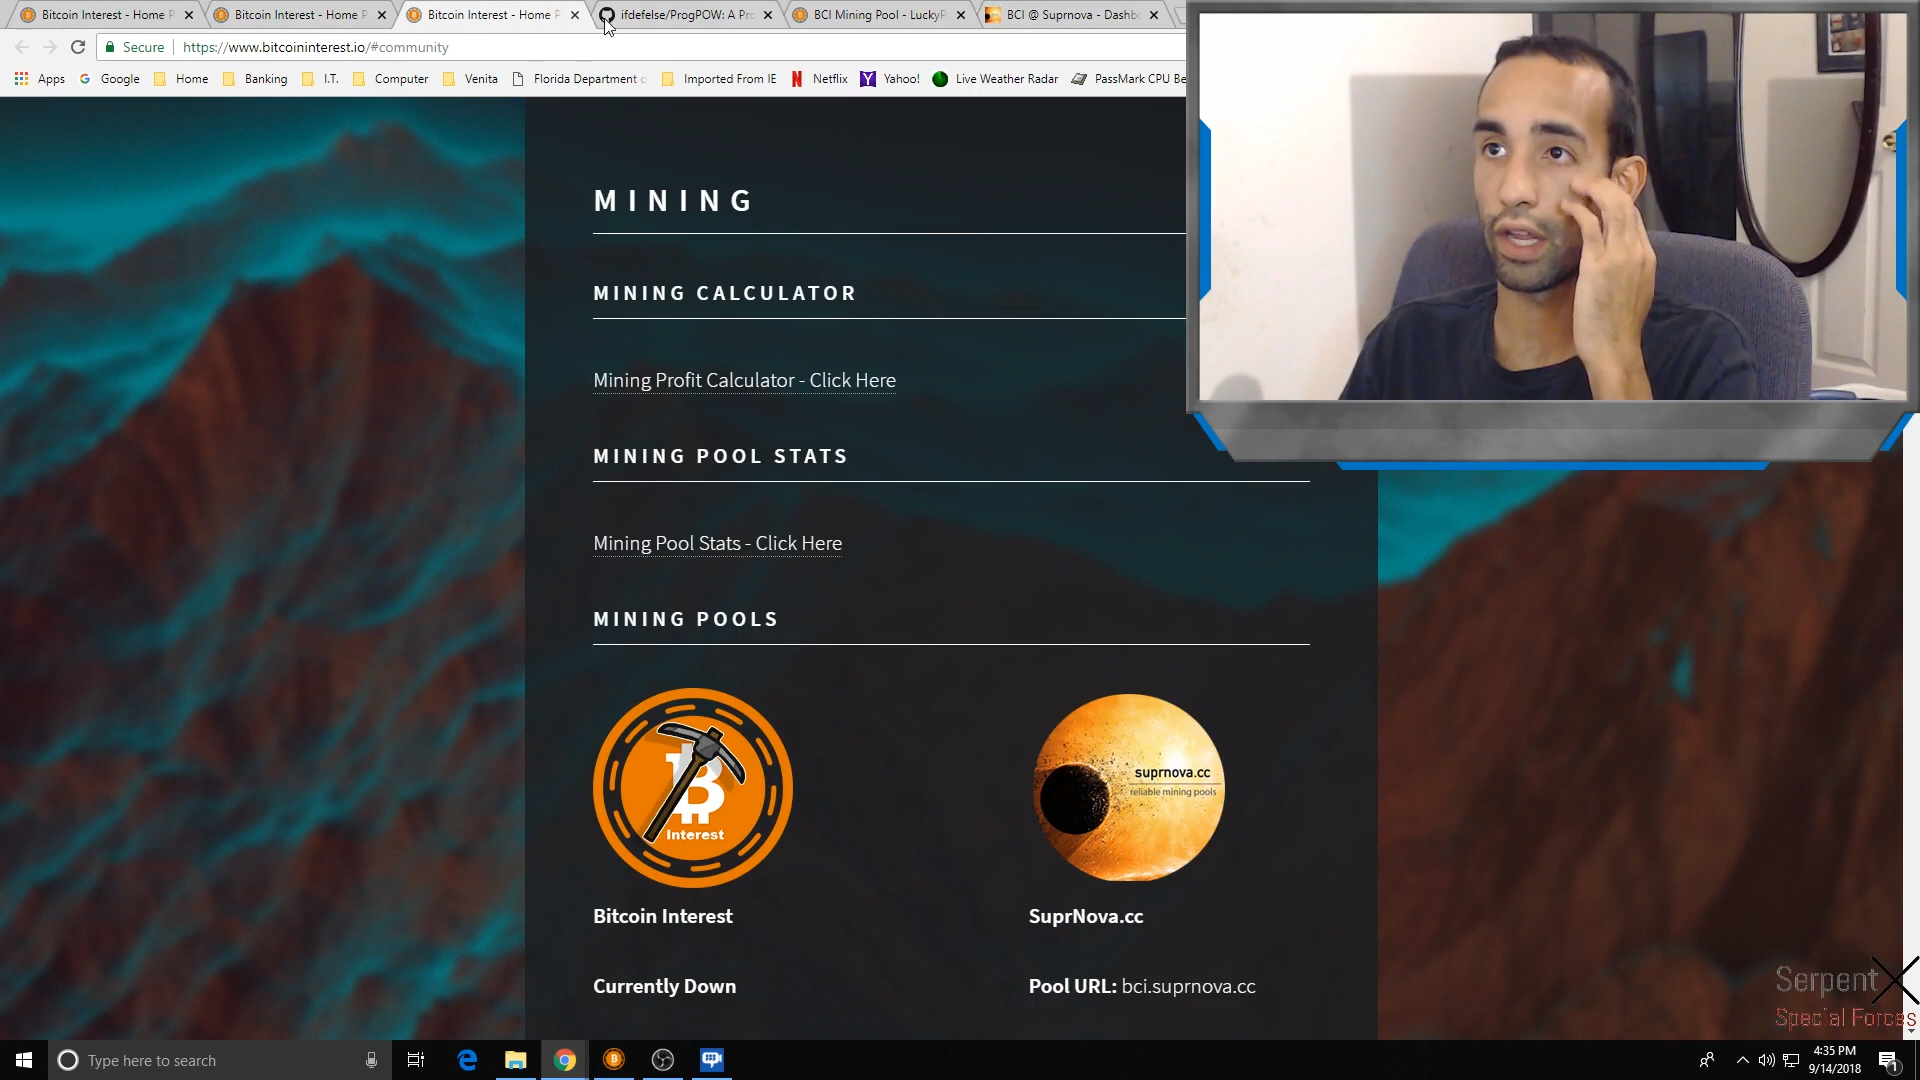 Bitcoin Interest - Home P
Bitcoin Interest - Home P
Bitcoin Interest - Home P
ifdefelse/ProgPOW: A Pro
BCI Mining Pool - LuckyP
BCI @ Suprnova - Dashb
Secure
https://www.bitcoininterest.io/#community
Apps
Google
Home
Banking
I.T.
Computer
Venita
Florida Department o
Imported From IE
Netflix
Yahoo!
Live Weather Radar
PassMark CPU Be
MINING
MINING CALCULATOR
Mining Profit Calculator - Click Here
MINING POOL STATS
Mining Pool Stats - Click Here
MINING POOLS
B
Interest
suprnova.cc
reliable mining pools
Bitcoin Interest
SuprNova.cc
Currently Down
Pool URL: bci.suprnova.cc
Serpent X
Special Forces
Type here to search
4:35 PM
9/14/2018
1